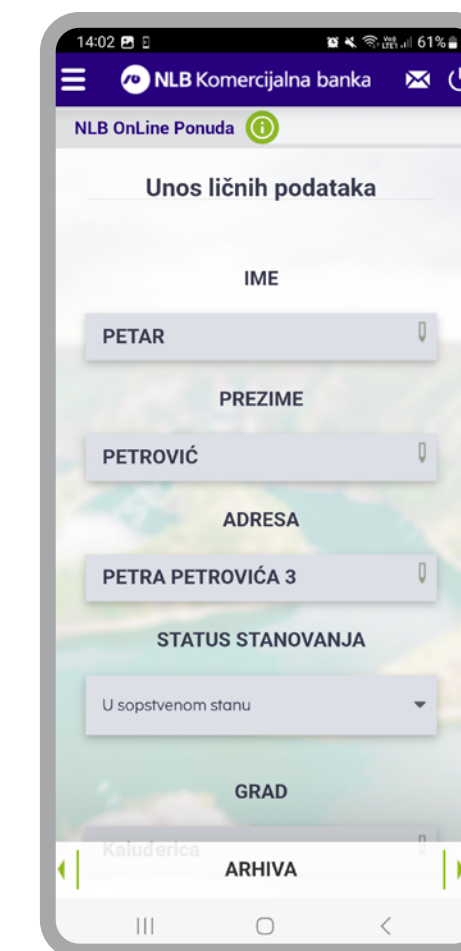 14:02 61%
NLB Komercijalna banka
NLB OnLine Ponuda
Unos ličnih podataka
IME
PETAR
PREZIME
PETROVIĆ
ADRESA
PETRA PETROVIĆA 3
STATUS STANOVANJA
U sopstvenom stanu
GRAD
Kaluđerica
ARHIVA